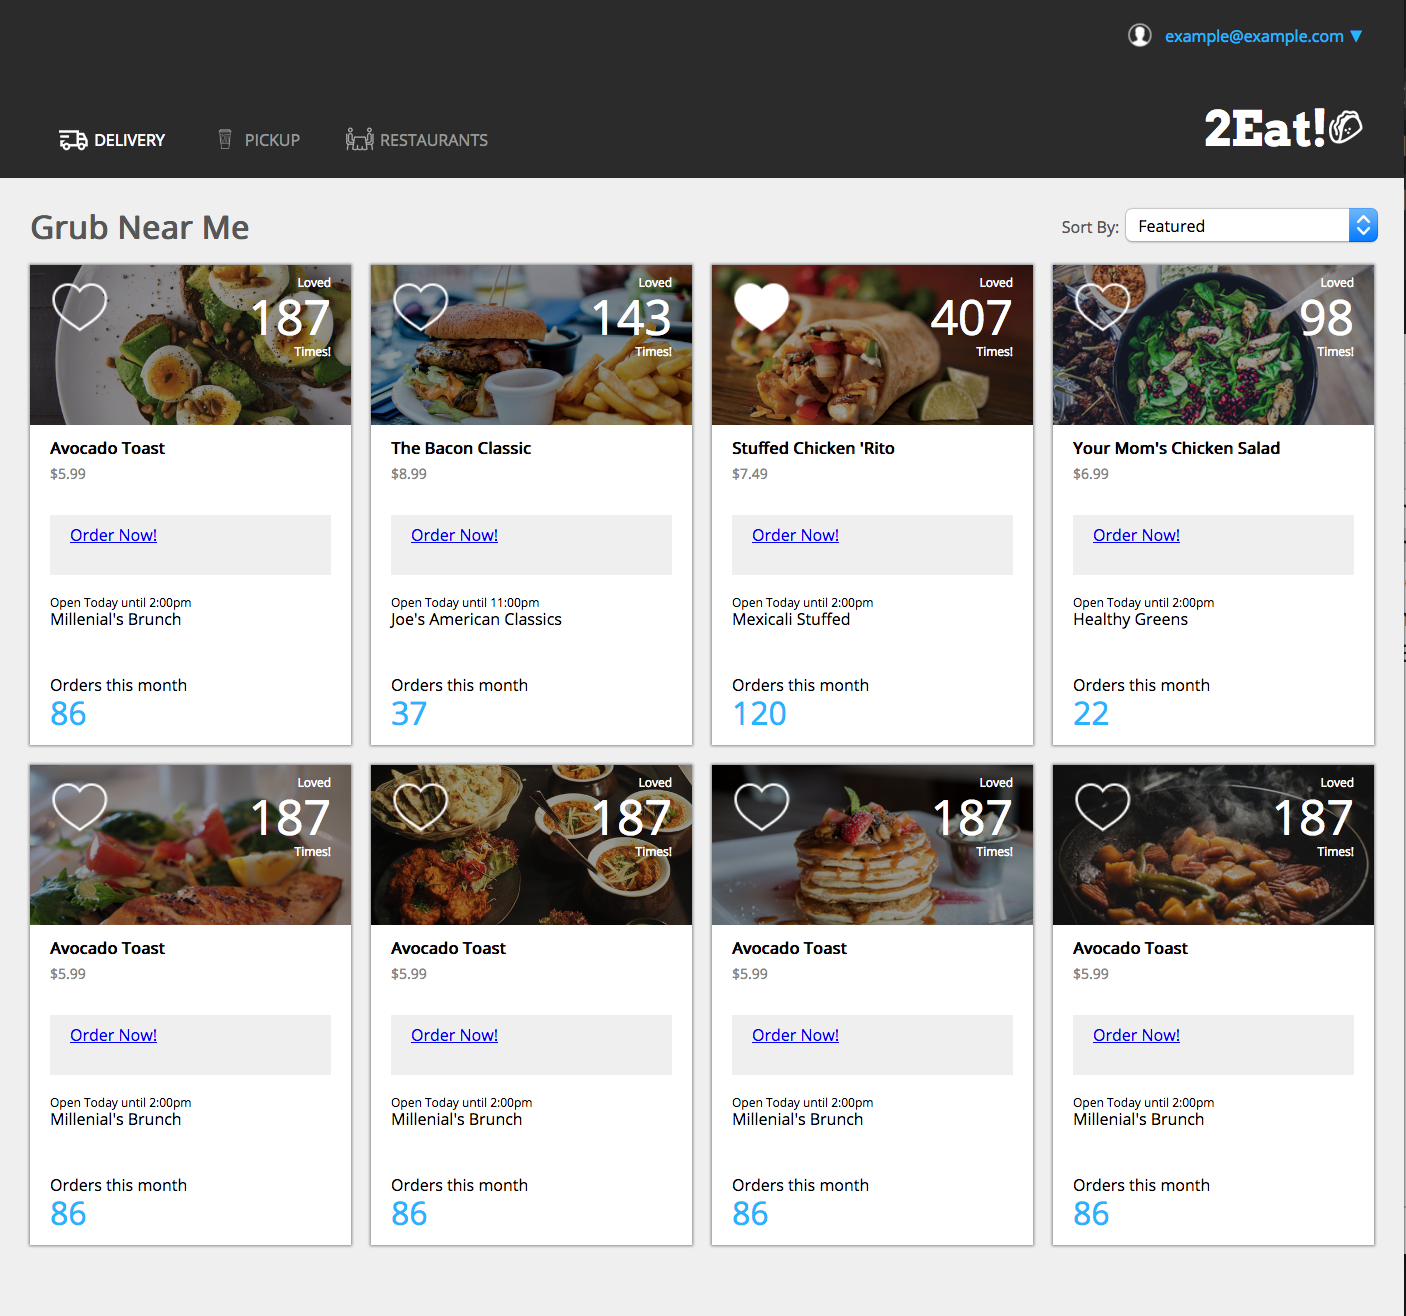 example@example.com ▼
DELIVERY PICKUP RESTAURANTS
2Eat!
Grub Near Me
Sort By: Featured
Loved
187
Times!
Avocado Toast
$5.99
Order Now!
Open Today until 2:00pm
Millenial's Brunch
Orders this month
86
Loved
143
Times!
The Bacon Classic
$8.99
Order Now!
Open Today until 11:00pm
Joe's American Classics
Orders this month
37
Loved
407
Times!
Stuffed Chicken 'Rito
$7.49
Order Now!
Open Today until 2:00pm
Mexicali Stuffed
Orders this month
120
Loved
98
Times!
Your Mom's Chicken Salad
$6.99
Order Now!
Open Today until 2:00pm
Healthy Greens
Orders this month
22
Loved
187
Times!
Avocado Toast
$5.99
Order Now!
Open Today until 2:00pm
Millenial's Brunch
Orders this month
86
Loved
187
Times!
Avocado Toast
$5.99
Order Now!
Open Today until 2:00pm
Millenial's Brunch
Orders this month
86
Loved
187
Times!
Avocado Toast
$5.99
Order Now!
Open Today until 2:00pm
Millenial's Brunch
Orders this month
86
Loved
187
Times!
Avocado Toast
$5.99
Order Now!
Open Today until 2:00pm
Millenial's Brunch
Orders this month
86